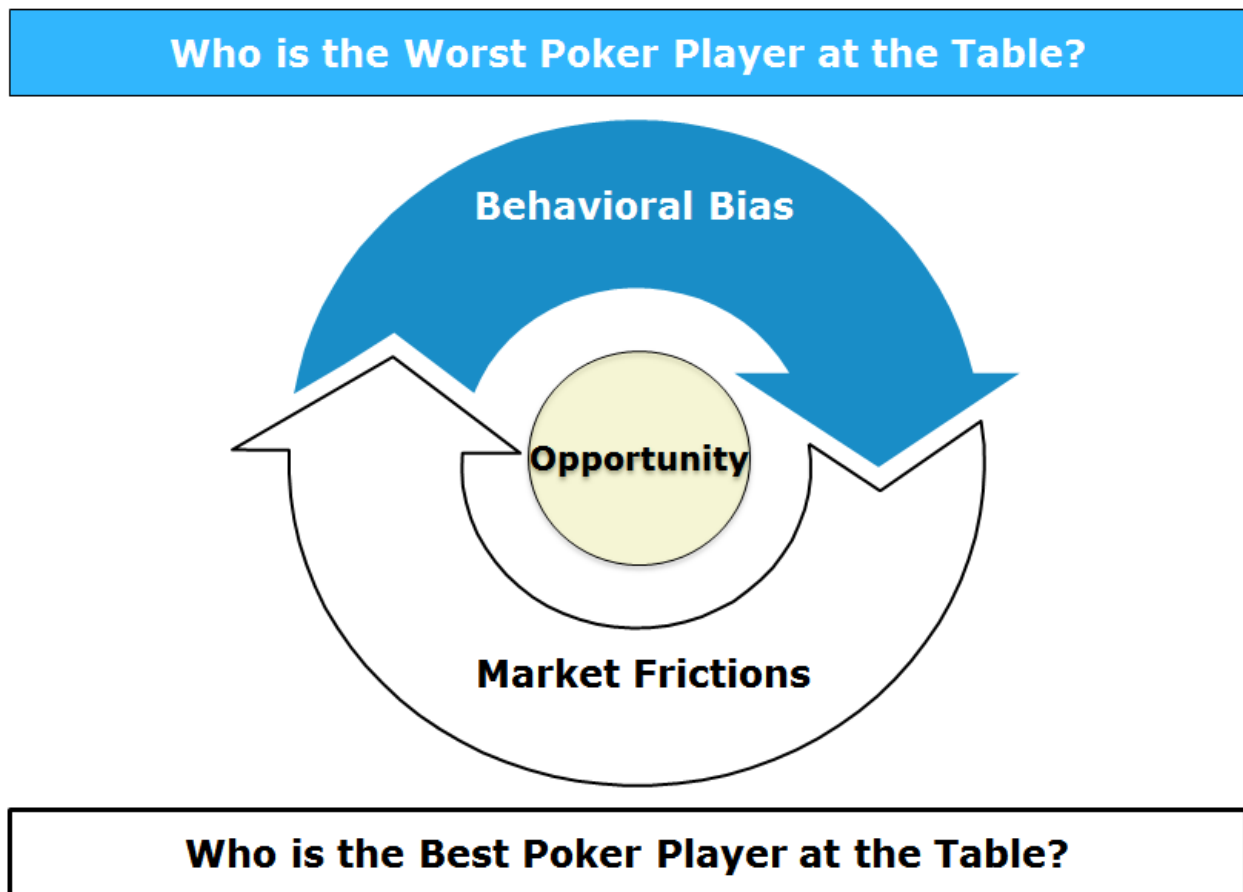 Who is the Worst Poker Player at the Table?
Behavioral Bias
Opportunity
Market Frictions
Who is the Best Poker Player at the Table?